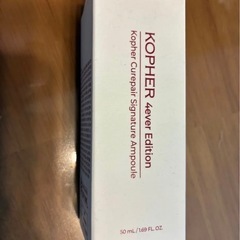 KOPHER 4ever Edition
Kopher Curepair Signature Ampoule
50 mL / 1.69 FL. OZ.